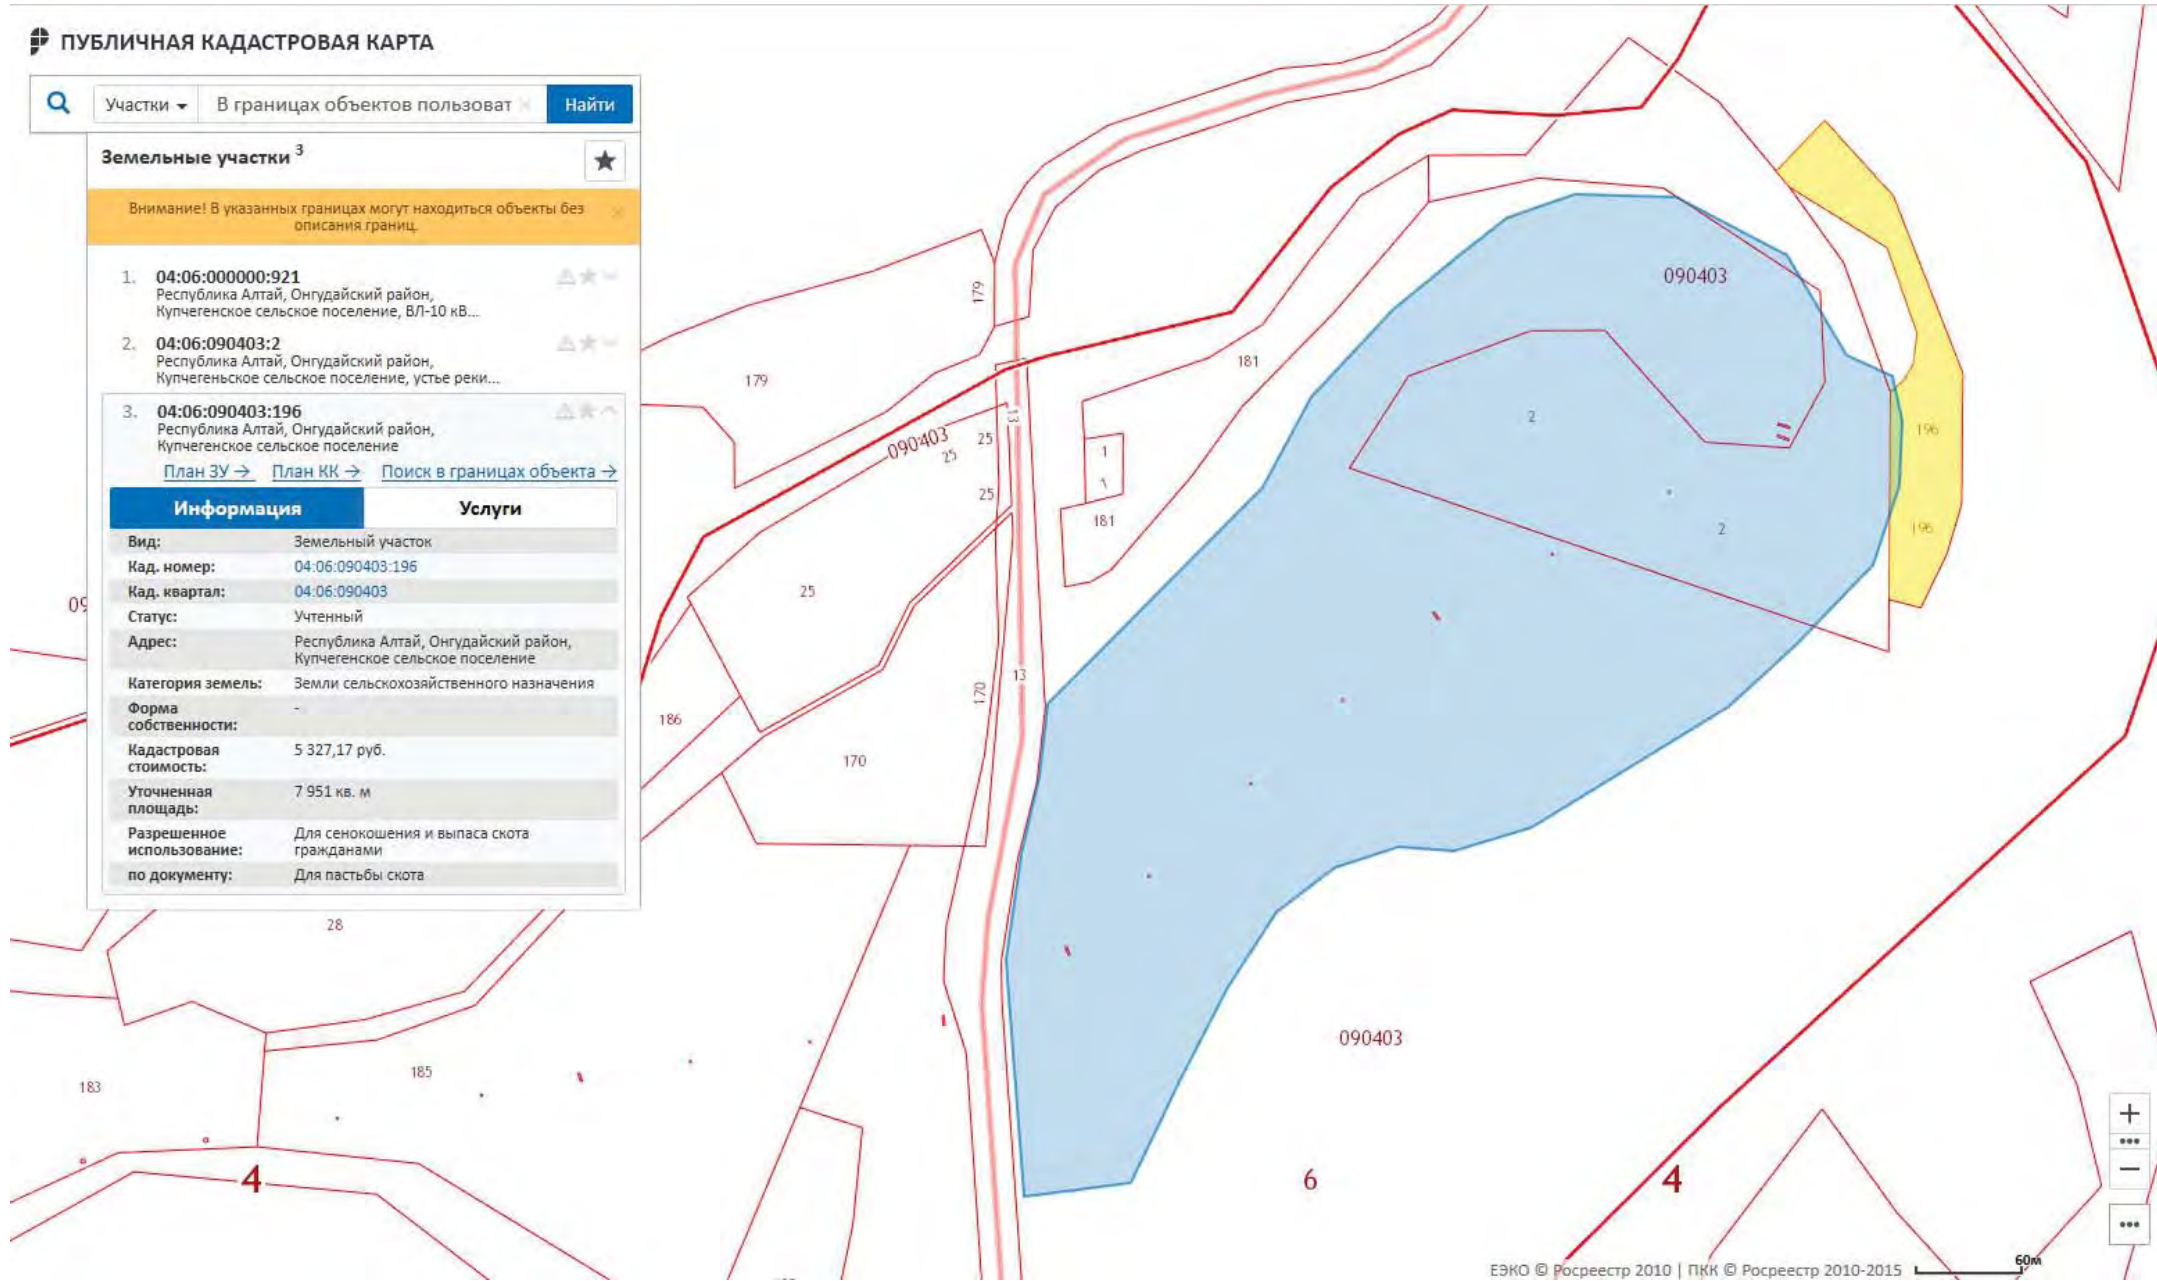 ПУБЛИЧНАЯ КАДАСТРОВАЯ КАРТА
Участки
В границах объектов пользоват
Найти
Земельные участки 3
Внимание! В указанных границах могут находиться объекты без
описания границ.
1. 04:06:000000:921
Республика Алтай, Онгудайский район,
Купчегенское сельское поселение, ВЛ-10 кВ...
2. 04:06:090403:2
Республика Алтай, Онгудайский район,
Купчегеньское сельское поселение, устье реки...
3. 04:06:090403:196
Республика Алтай, Онгудайский район,
Купчегенское сельское поселение
План ЗУ → План КК → Поиск в границах объекта →
Информация Услуги
Вид: Земельный участок
Кад. номер: 04:06:090403:196
Кад. квартал: 04:06:090403
Статус: Учтенный
Адрес: Республика Алтай, Онгудайский район,
Купчегенское сельское поселение
Категория земель: Земли сельскохозяйственного назначения
Форма
собственности: -
Кадастровая
стоимость: 5 327,17 руб.
Уточненная
площадь: 7 951 кв. м
Разрешенное
использование: Для сенокошения и выпаса скота
гражданами
по документу: Для пастьбы скота
090403
179
179
181
2
13
25
090403
25
196
1
25
1
181
2
196
09
25
13
170
186
170
28
090403
185
183
4
6
4
60м
ЕЭКО © Росреестр 2010 | ПКК © Росреестр 2010-2015